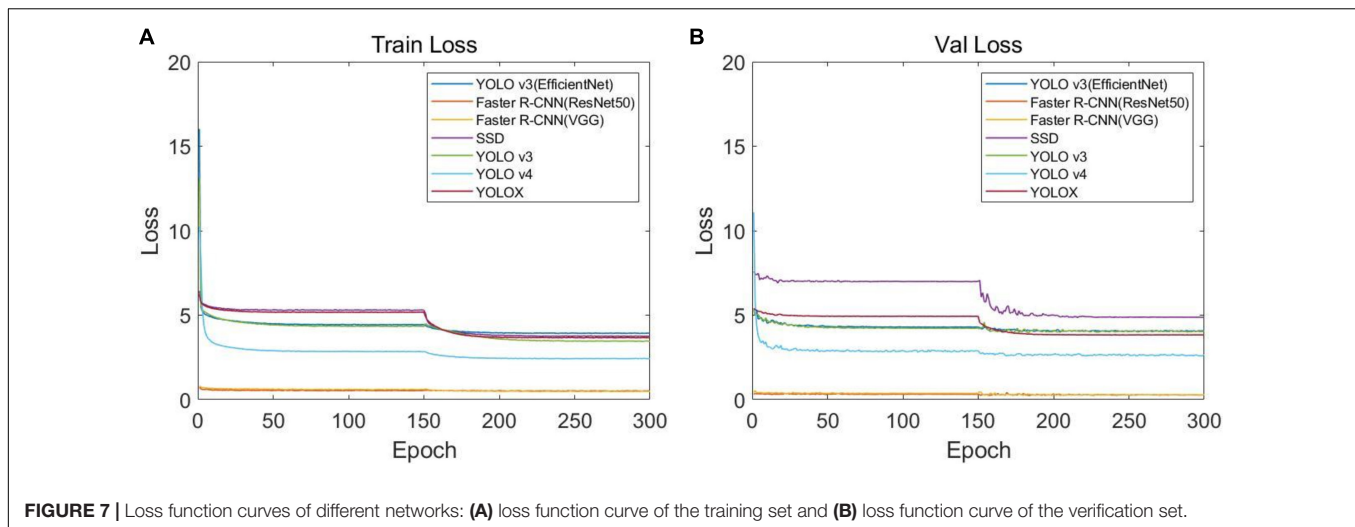 A
Train Loss
20
15
10
5
0
Loss
YOLO v3(EfficientNet)
Faster R-CNN(ResNet50)
Faster R-CNN(VGG)
SSD
YOLO v3
YOLO v4
YOLOX
0 50 100 150 200 250 300
Epoch
B
Val Loss
20
15
10
5
0
Loss
YOLO v3(EfficientNet)
Faster R-CNN(ResNet50)
Faster R-CNN(VGG)
SSD
YOLO v3
YOLO v4
YOLOX
0 50 100 150 200 250 300
Epoch
FIGURE 7 | Loss function curves of different networks: (A) loss function curve of the training set and (B) loss function curve of the verification set.